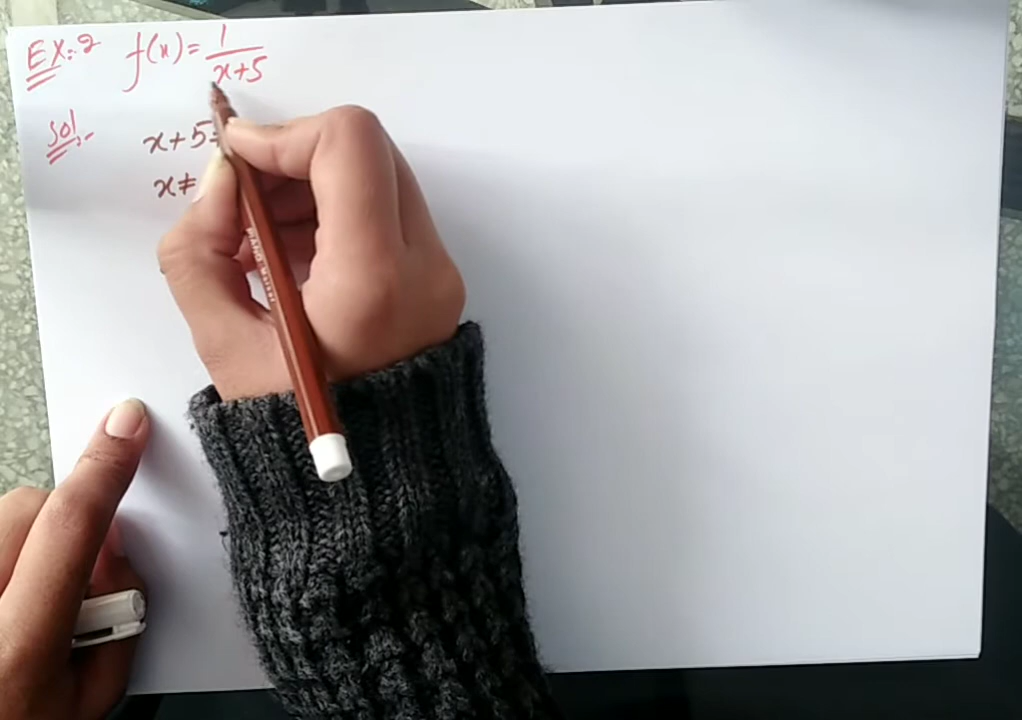 EX:2 f(x) = 1/(x+5)
Sol:-
x+5
x≠